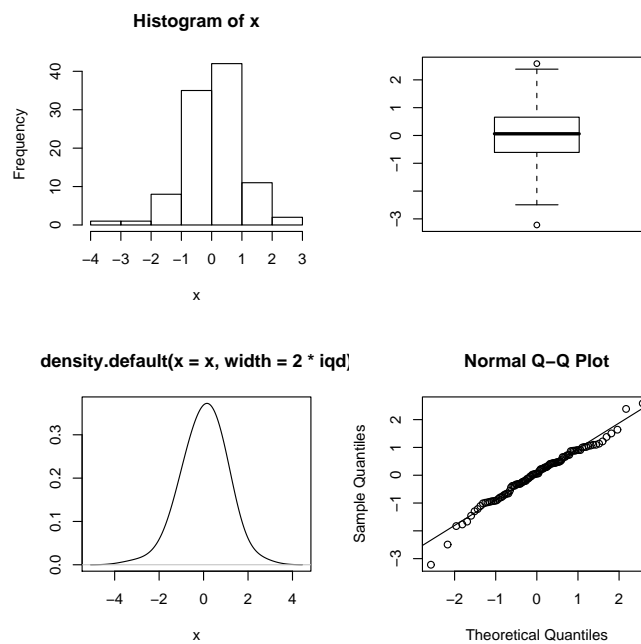 Histogram of x
Frequency
0 10 20 30 40
−4 −3 −2 −1 0 1 2 3
x
−3 −1 0 1 2
density.default(x = x, width = 2 * iqd)
0.0 0.1 0.2 0.3
−4 −2 0 2 4
x
Normal Q−Q Plot
Sample Quantiles
−3 −2 −1 0 1 2
−2 −1 0 1 2
Theoretical Quantiles